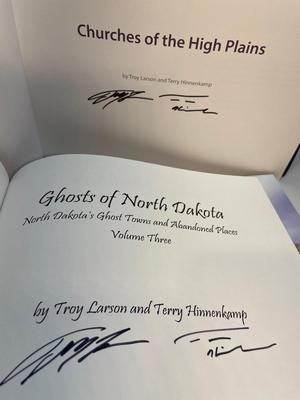 Churches of the High Plains
by Troy Larson and Terry Hinnenkamp
Ghosts of North Dakota
North Dakota's Ghost Towns and Abandoned Places
Volume Three
by Troy Larson and Terry Hinnenkamp